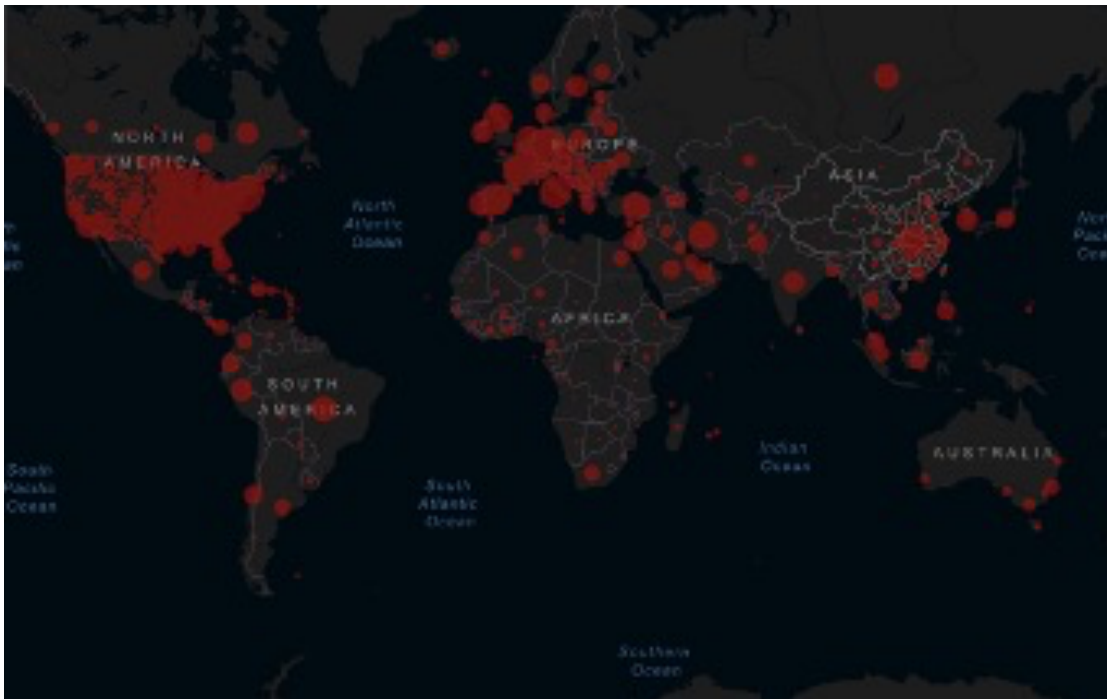 NORTH
AMERICA
EUROPE
ASIA
North
Atlantic
Ocean
AFRICA
SOUTH
AMERICA
Indian
Ocean
AUSTRALIA
South
Pacific
Ocean
South
Atlantic
Ocean
Southern
Ocean